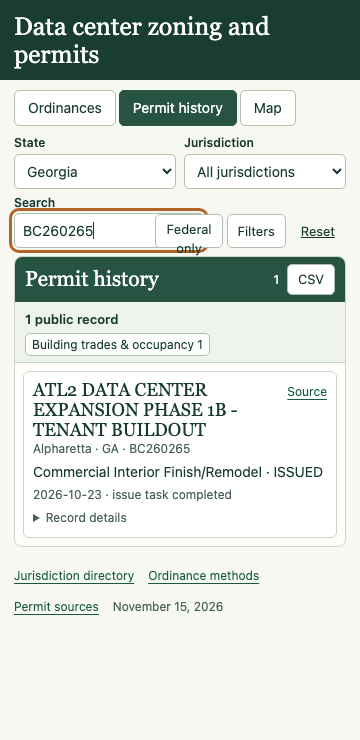 Data center zoning and
permits
Ordinances
Permit history
Map
State
Jurisdiction
Georgia
All jurisdictions
Search
BC260265
Federal
only
Filters
Reset
Permit history
1
CSV
1 public record
Building trades & occupancy 1
ATL2 DATA CENTER
EXPANSION PHASE 1B -
TENANT BUILDOUT
Source
Alpharetta · GA · BC260265
Commercial Interior Finish/Remodel · ISSUED
2026-10-23 · issue task completed
Record details
Jurisdiction directory
Ordinance methods
Permit sources
November 15, 2026